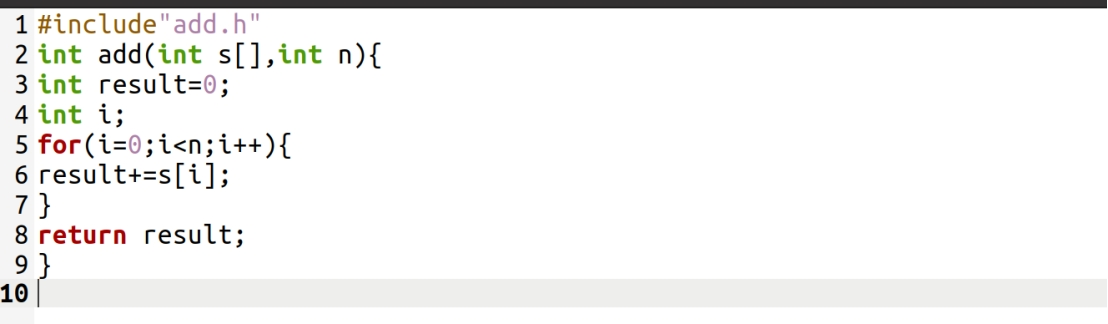 1 #include"add.h"
2 int add(int s[],int n){
3 int result=0;
4 int i;
5 for(i=0;i<n;i++){
6 result+=s[i];
7 }
8 return result;
9 }
10